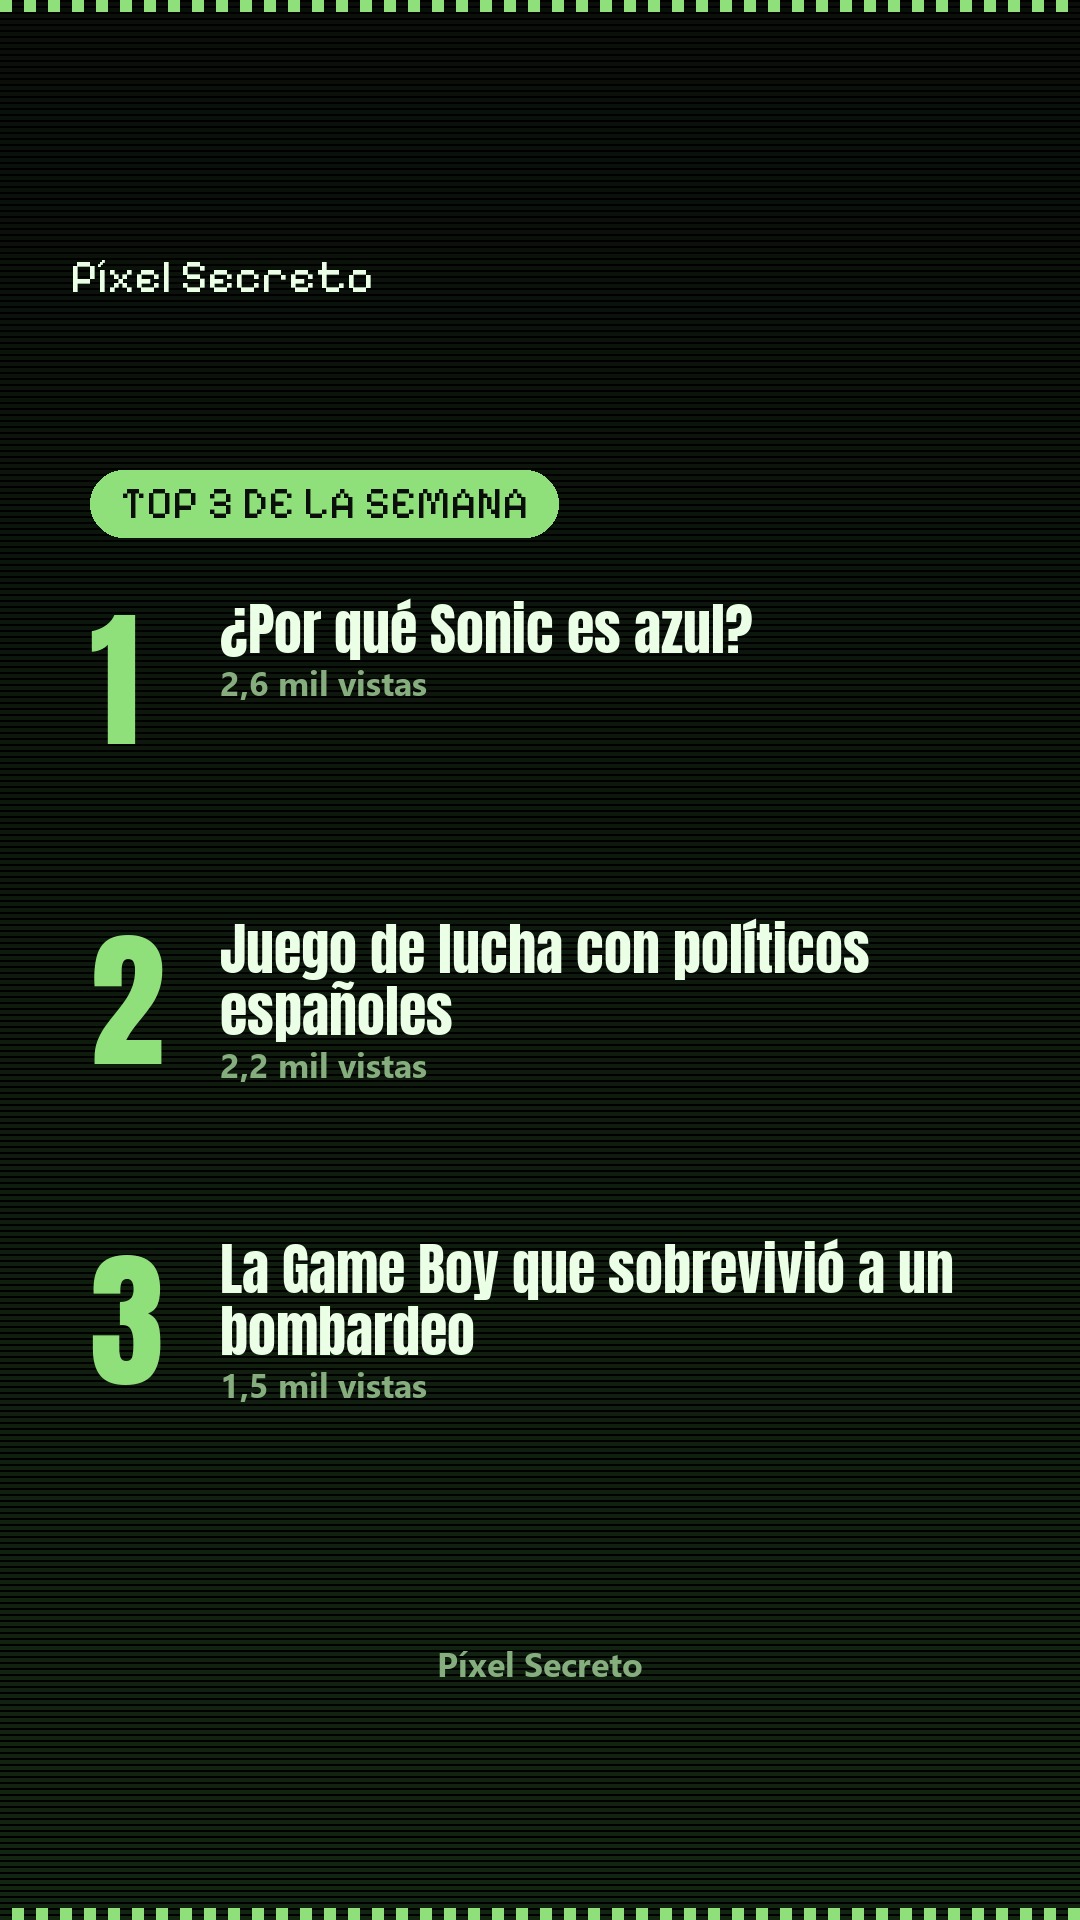 Píxel Secreto
TOP 3 DE LA SEMANA
1
¿Por qué Sonic es azul?
2,6 mil vistas
2
Juego de lucha con políticos
españoles
2,2 mil vistas
3
La Game Boy que sobrevivió a un
bombardeo
1,5 mil vistas
Píxel Secreto